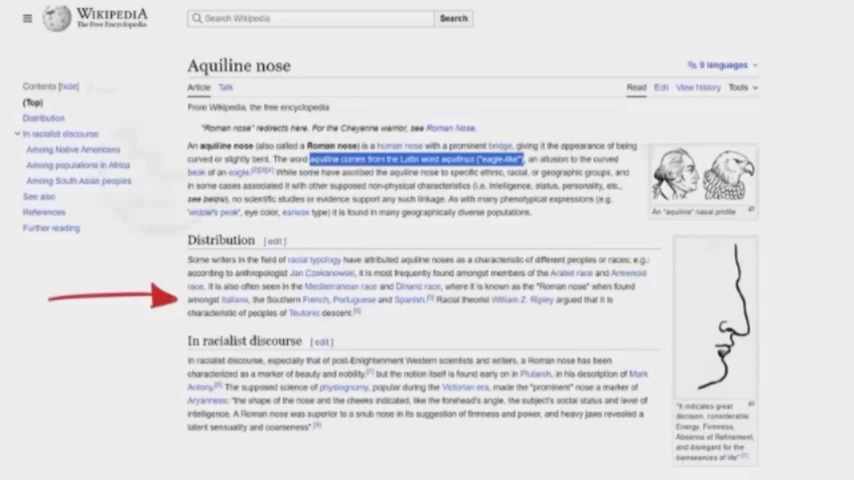 WIKIPEDIA
The Free Encyclopedia
Search Wikipedia
Search
Aquiline nose
9 languages
Article Talk
Read Edit View history Tools
From Wikipedia, the free encyclopedia
Contents [hide]
(Top)
Distribution
In racialist discourse
Among Native Americans
Among populations in Africa
Among South Asian peoples
See also
References
Further reading
"Roman nose" redirects here. For the Cheyenne warrior, see Roman Nose.
An aquiline nose (also called a Roman nose) is a human nose with a prominent bridge, giving it the appearance of being
curved or slightly bent. The word aquiline comes from the Latin word aquilinus ("eagle-like"), an allusion to the curved
beak of an eagle. While some have ascribed the aquiline nose to specific ethnic, racial, or geographic groups, and
in some cases associated it with other supposed non-physical characteristics (i.e. intelligence, status, personality, etc.,
see below), no scientific studies or evidence support any such linkage. As with many phenotypical expressions (e.g.
'widow's peak', eye color, earwax type) it is found in many geographically diverse populations.
An "aquiline" nasal profile
Distribution [edit]
Some writers in the field of racial typology have attributed aquiline noses as a characteristic of different peoples or races; e.g.:
according to anthropologist Jan Czekanowski, it is most frequently found amongst members of the Arabid race and Armenoid
race. It is also often seen in the Mediterranean race and Dinarid race, where it is known as the "Roman nose" when found
amongst Italians, the Southern French, Portuguese and Spanish. Racial theorist William Z. Ripley argued that it is
characteristic of peoples of Teutonic descent.
In racialist discourse [edit]
In racialist discourse, especially that of post-Enlightenment Western scientists and writers, a Roman nose has been
characterized as a marker of beauty and nobility, but the notion itself is found early on in Plutarch, in his description of Mark
Antony. The supposed science of physiognomy, popular during the Victorian era, made the "prominent" nose a marker of
Aryanness: "the shape of the nose and the cheeks indicated, like the forehead's angle, the subject's social status and level of
intelligence. A Roman nose was superior to a snub nose in its suggestion of firmness and power, and heavy jaws revealed a
latent sensuality and coarseness".
"It indicates great
decision, considerable
Energy, Firmness,
Absence of Refinement,
and disregard for the
bienseances of life"